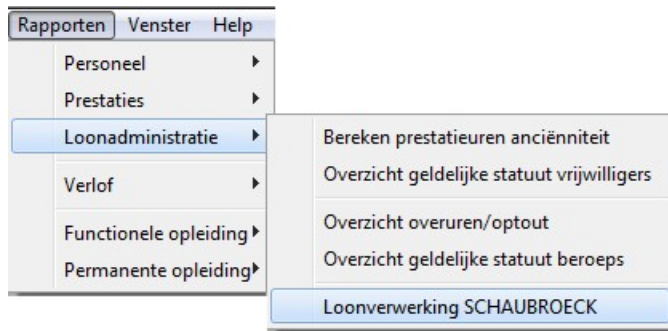 Rapporten Venster Help
Personeel
Prestaties
Loonadministratie
Verlof
Functionele opleiding
Permanente opleiding
Bereken prestatieuren anciënniteit
Overzicht geldelijke statuut vrijwilligers
Overzicht overuren/optout
Overzicht geldelijke statuut beroeps
Loonverwerking SCHAUBROECK